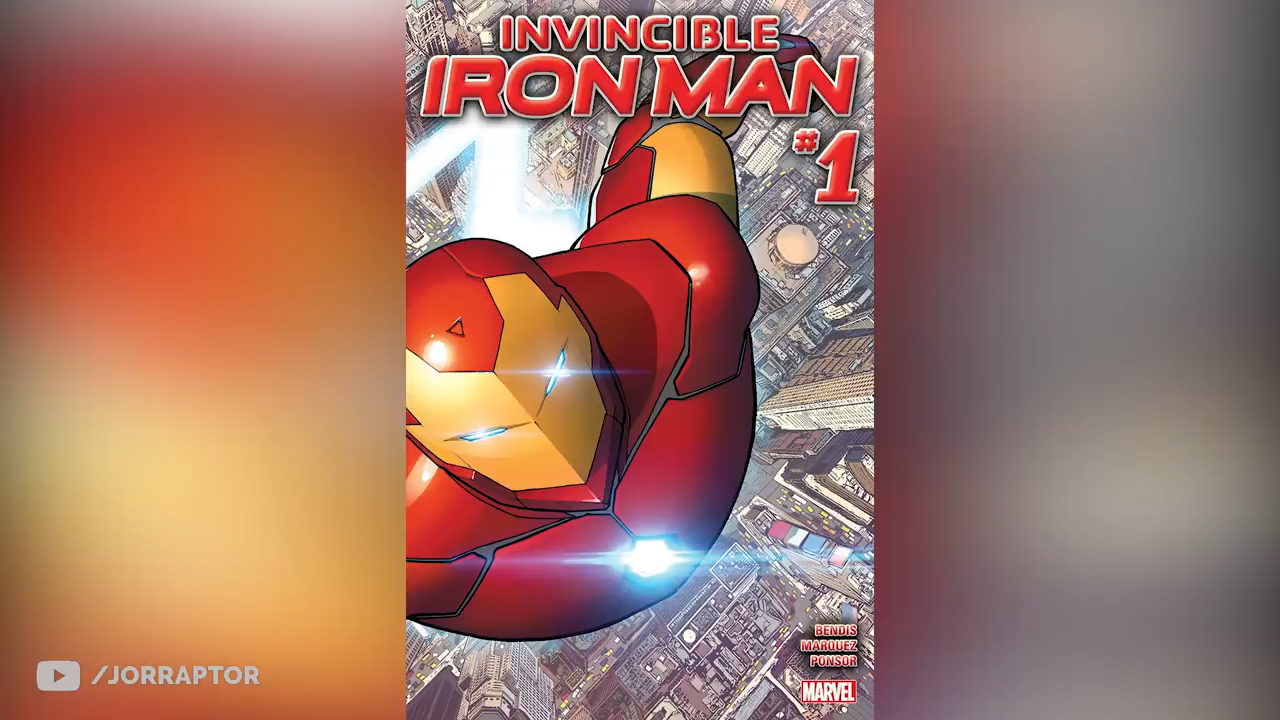 INVINCIBLE
IRON MAN
#1
BENDIS
MARQUEZ
PONSOR
MARVEL
/JORRAPTOR